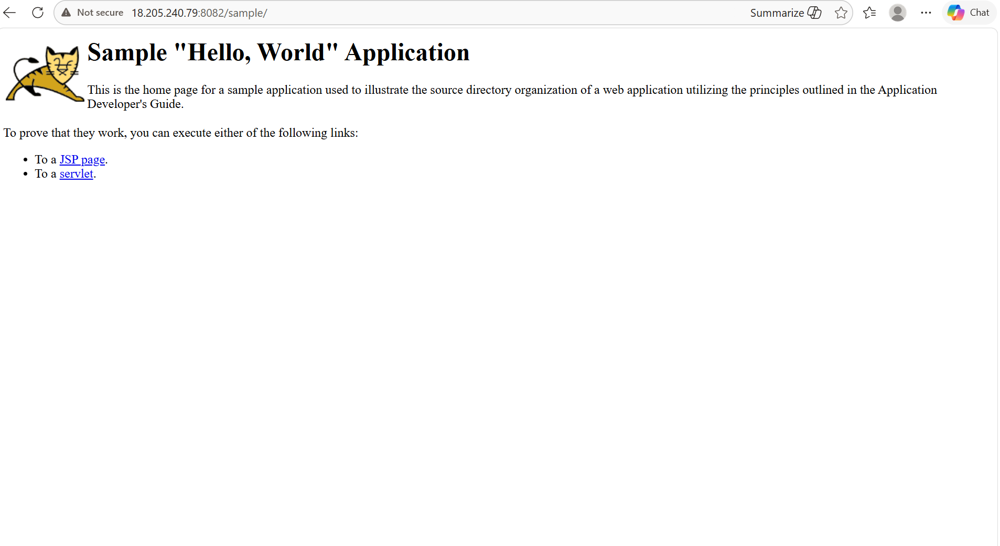 Not secure 18.205.240.79:8082/sample/ Summarize Chat
Sample "Hello, World" Application
This is the home page for a sample application used to illustrate the source directory organization of a web application utilizing the principles outlined in the Application
Developer's Guide.
To prove that they work, you can execute either of the following links:
• To a JSP page.
• To a servlet.